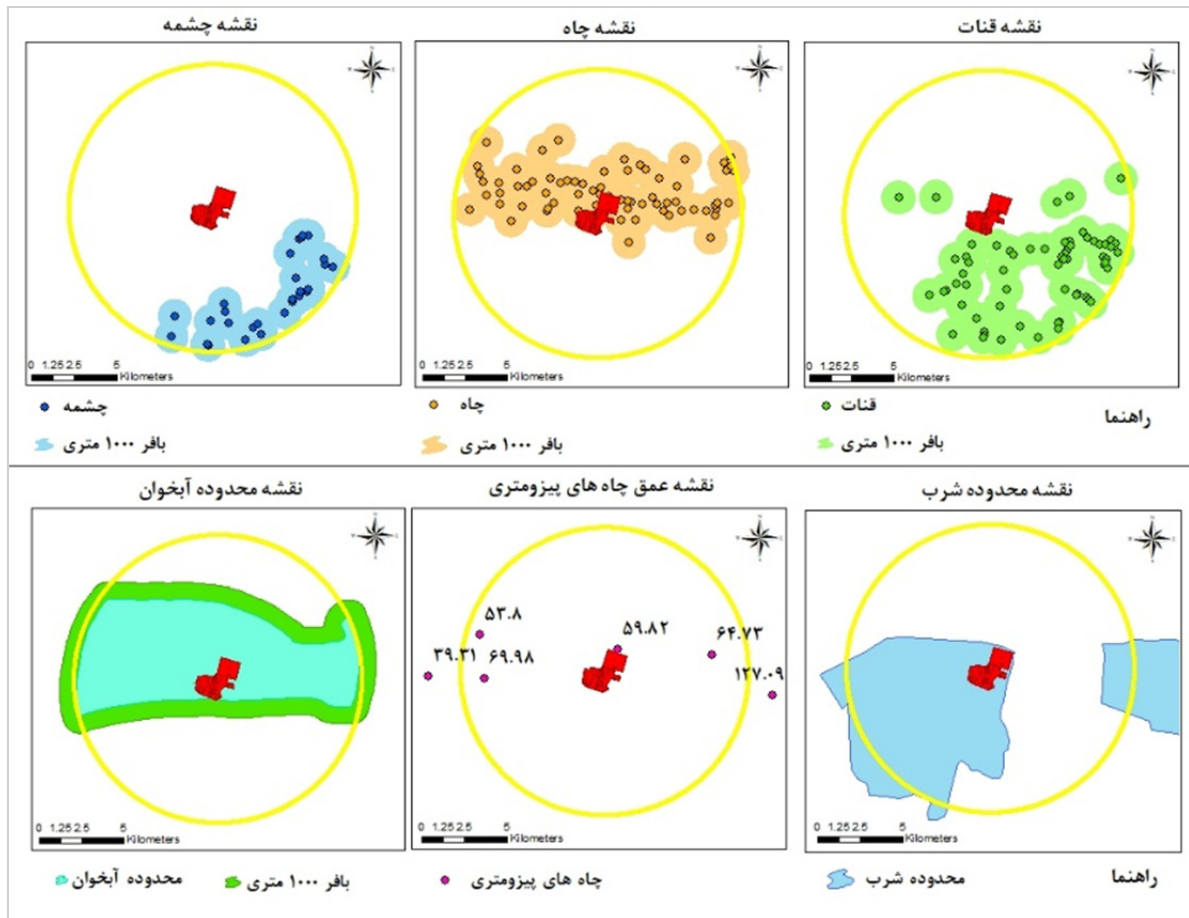 نقشه قنات
نقشه چاه
نقشه چشمه
0 1.25 2.5 5
Kilometers
0 1.25 2.5 5
Kilometers
0 1.25 2.5 5
Kilometers
راهنما
قنات
بافر ۱۰۰۰ متری
چاه
بافر ۱۰۰۰ متری
چشمه
بافر ۱۰۰۰ متری
نقشه محدوده شرب
نقشه عمق چاه های پیزومتری
نقشه محدوده آبخوان
۵۳.۸
۵۹.۸۲
۶۴.۷۳
۳۹.۳۱
۶۹.۹۸
۱۲۷.۰۹
0 1.25 2.5 5
Kilometers
0 1.25 2.5 5
Kilometers
0 1.25 2.5 5
Kilometers
راهنما
محدوده شرب
چاه های پیزومتری
بافر ۱۰۰۰ متری
محدوده آبخوان